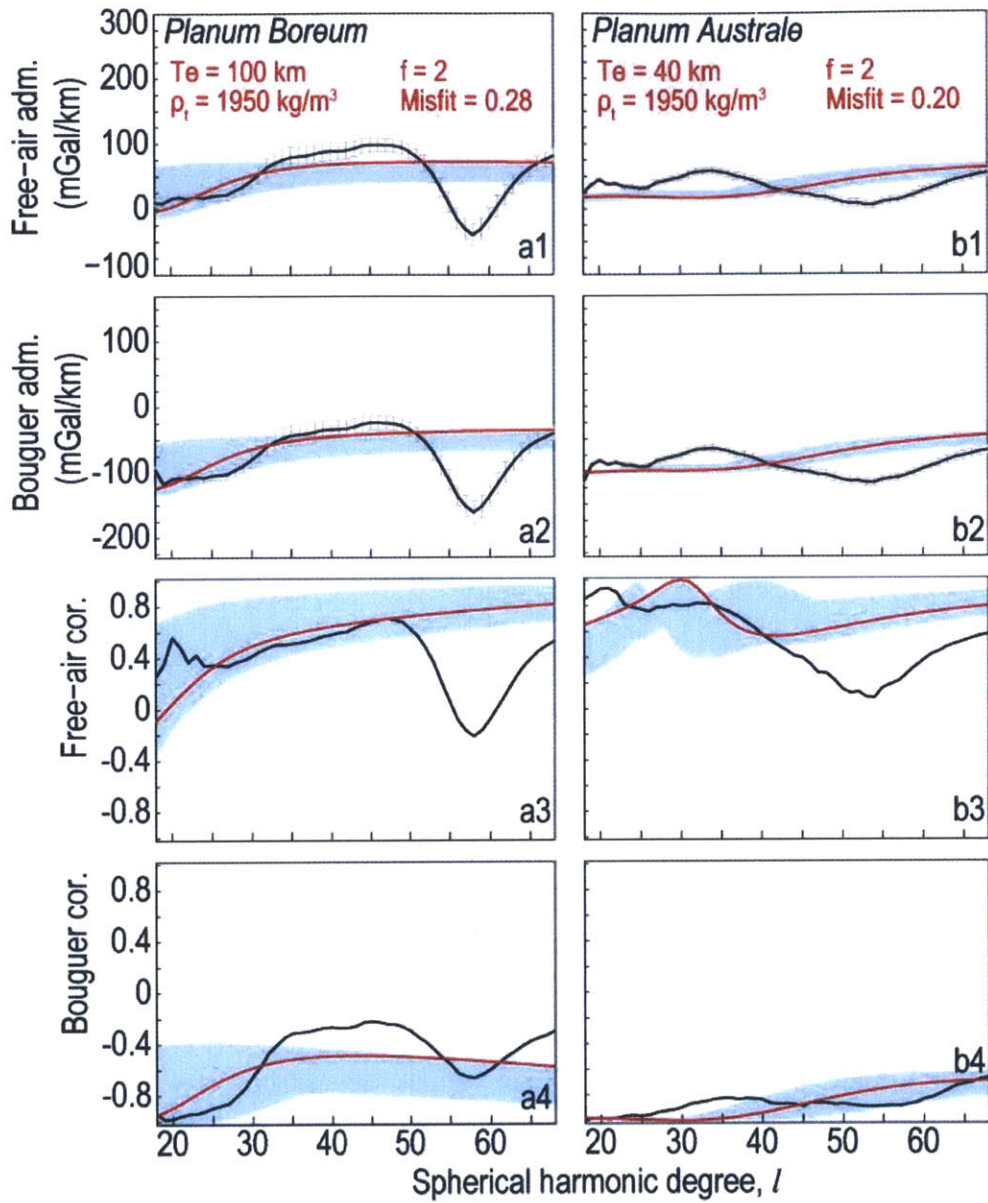 Planum Boreum
Te = 100 km f = 2
ρt = 1950 kg/m³ Misfit = 0.28
Free-air adm.
(mGal/km)
300
200
100
0
−100
a1
Planum Australe
Te = 40 km f = 2
ρt = 1950 kg/m³ Misfit = 0.20
b1
Bouguer adm.
(mGal/km)
100
0
-100
-200
a2
b2
Free-air cor.
0.8
0.4
0
-0.4
-0.8
a3
b3
Bouguer cor.
0.8
0.4
0
-0.4
-0.8
a4
b4
20 30 40 50 60 20 30 40 50 60
Spherical harmonic degree, l